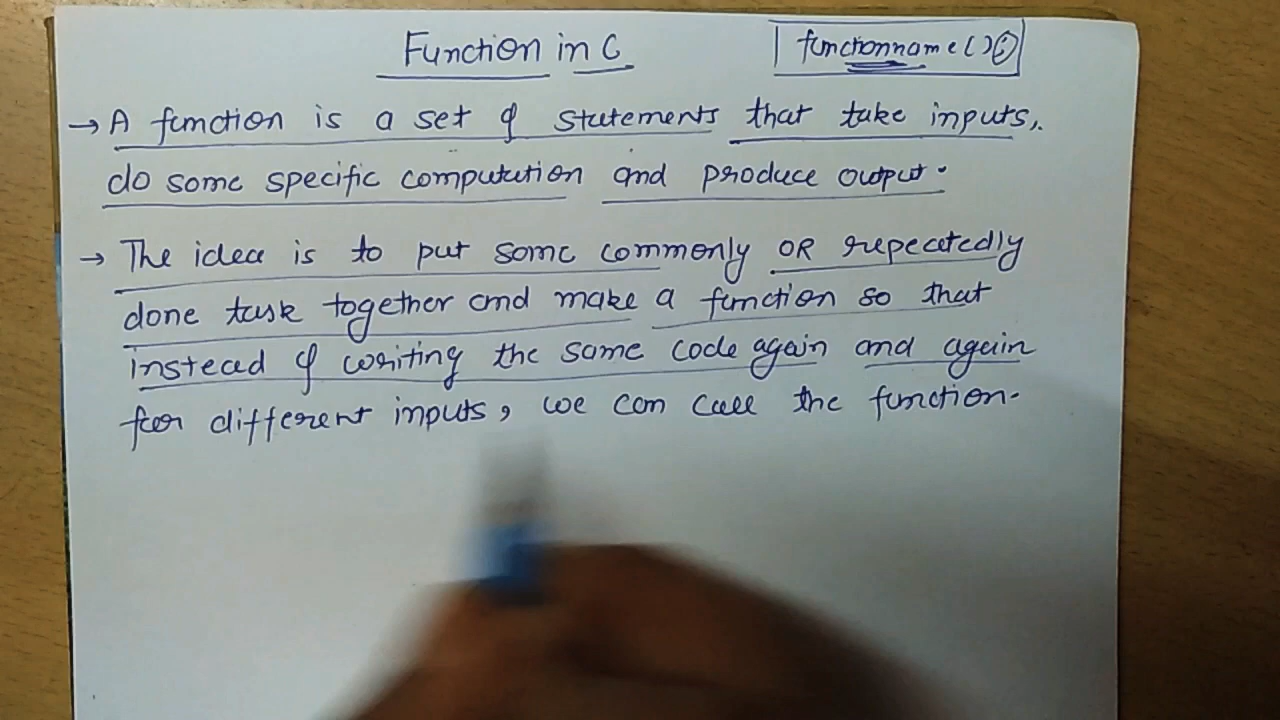 Function in C
functionname();
→ A function is a set of statements that take inputs,
do some specific computation and produce output.
→ The idea is to put some commonly OR repeatedly
done task together and make a function so that
instead of writing the same code again and again
for different inputs, we can call the function.